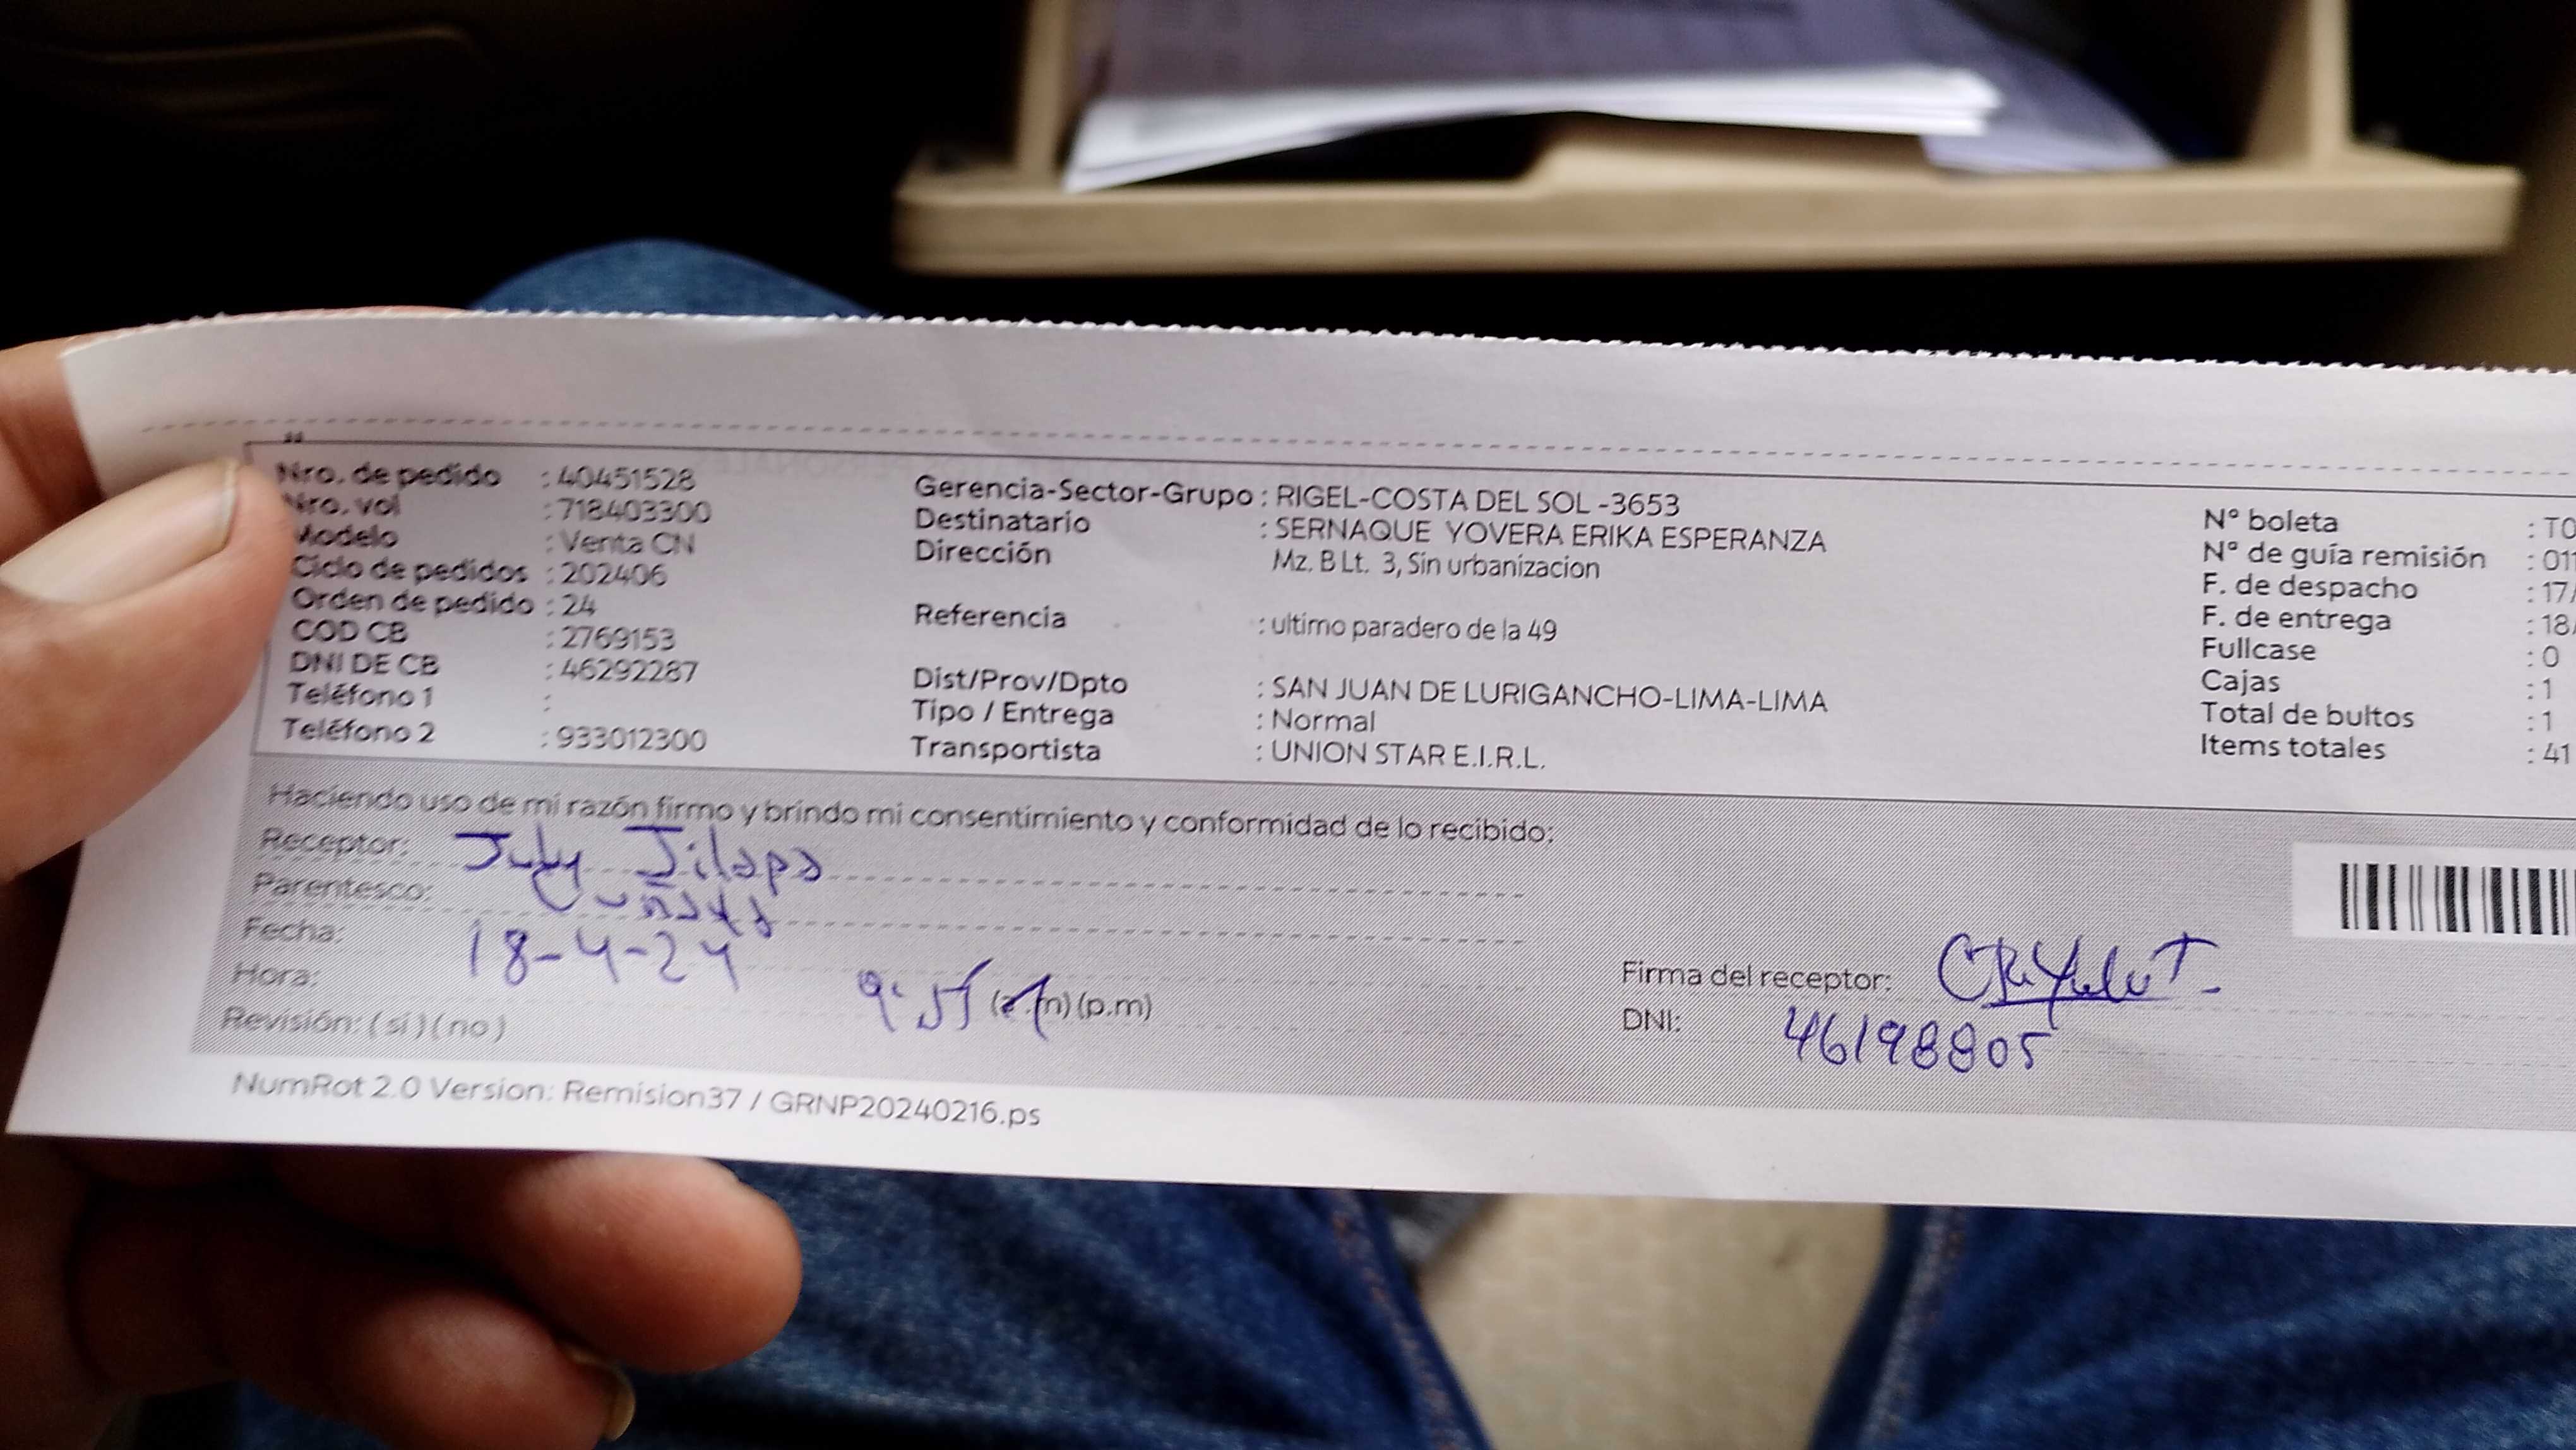 Nro. de pedido : 40451528
Nro. vol : 718403300
Modelo : Venta CN
Ciclo de pedidos : 202406
Orden de pedido : 24
COD CB : 2769153
DNI DE CB : 46292287
Teléfono 1 :
Teléfono 2 : 933012300
Gerencia-Sector-Grupo : RIGEL-COSTA DEL SOL -3653
Destinatario : SERNAQUE YOVERA ERIKA ESPERANZA
Dirección Mz. B Lt. 3, Sin urbanizacion
Referencia : ultimo paradero de la 49
Dist/Prov/Dpto : SAN JUAN DE LURIGANCHO-LIMA-LIMA
Tipo / Entrega : Normal
Transportista : UNION STAR E.I.R.L.
N° boleta : T0
N° de guía remisión : 011
F. de despacho : 17/
F. de entrega : 18/
Fullcase : 0
Cajas : 1
Total de bultos : 1
Items totales : 41
Haciendo uso de mi razón firmo y brindo mi consentimiento y conformidad de lo recibido:
Receptor: July
Parentesco: Cuñada
Fecha: 18-4-24
Hora: (a.m) (p.m)
Revisión: (si) (no)
Firma del receptor:
DNI: 46198805
NumRot 2.0 Version: Remision37 / GRNP20240216.ps